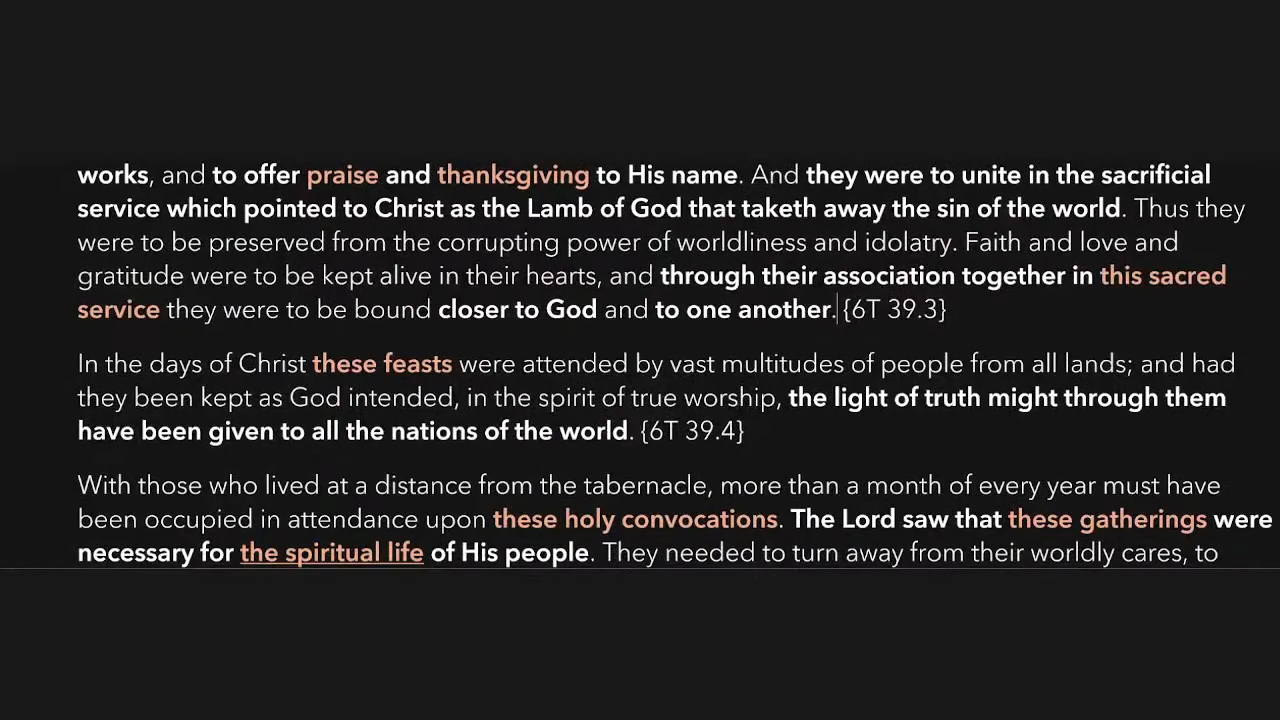 works, and to offer praise and thanksgiving to His name. And they were to unite in the sacrificial
service which pointed to Christ as the Lamb of God that taketh away the sin of the world. Thus they
were to be preserved from the corrupting power of worldliness and idolatry. Faith and love and
gratitude were to be kept alive in their hearts, and through their association together in this sacred
service they were to be bound closer to God and to one another. {6T 39.3}
In the days of Christ these feasts were attended by vast multitudes of people from all lands; and had
they been kept as God intended, in the spirit of true worship, the light of truth might through them
have been given to all the nations of the world. {6T 39.4}
With those who lived at a distance from the tabernacle, more than a month of every year must have
been occupied in attendance upon these holy convocations. The Lord saw that these gatherings were
necessary for the spiritual life of His people. They needed to turn away from their worldly cares, to